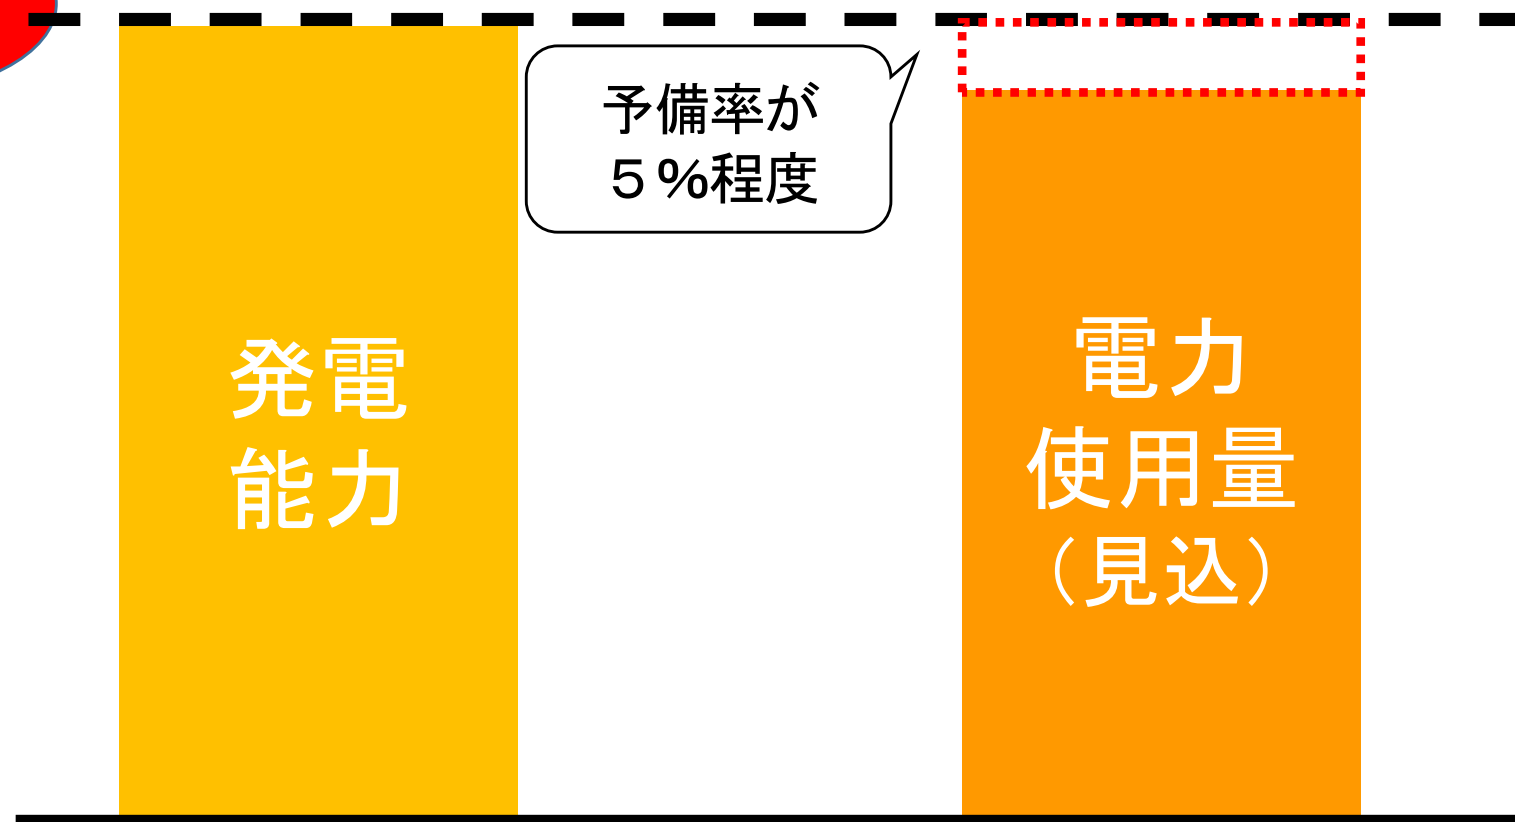 予備率が
５%程度
発電
能力
電力
使用量
（見込）